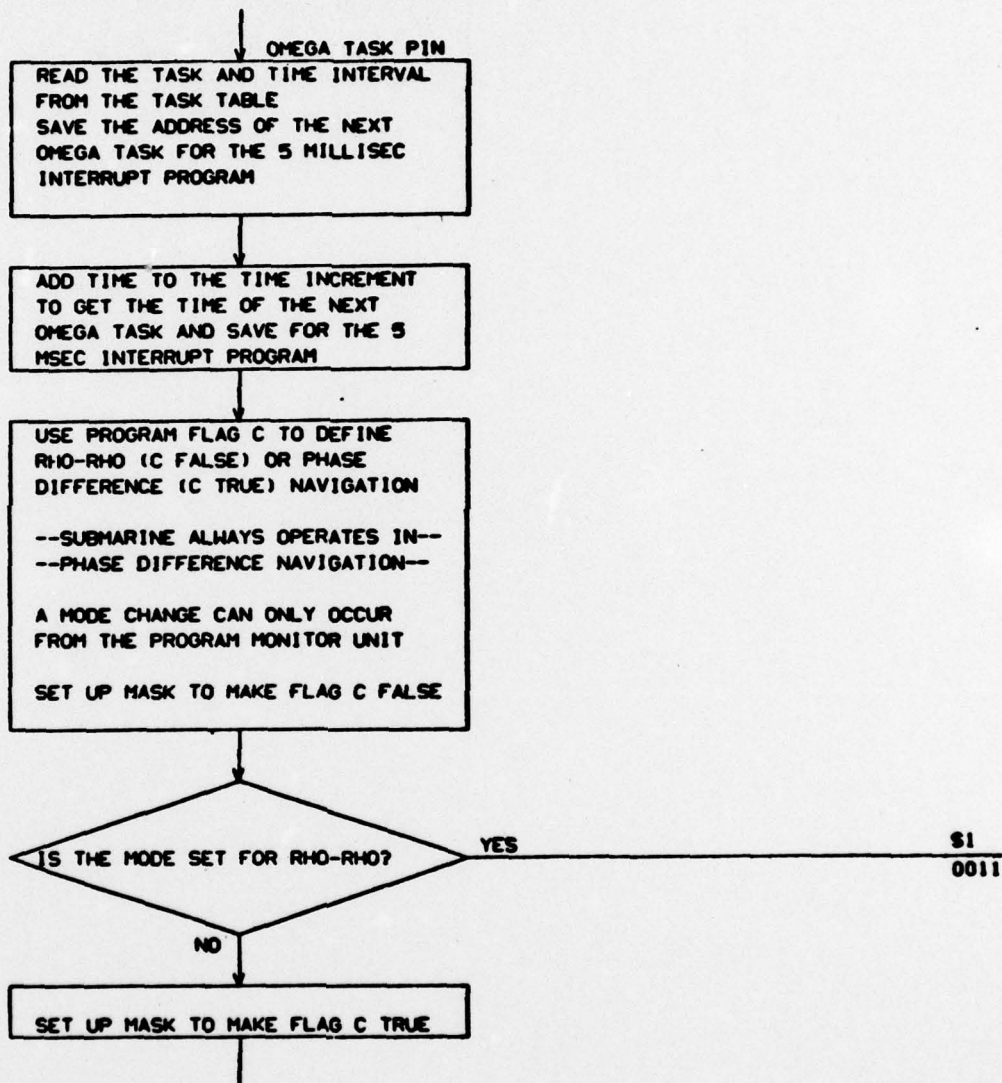 OMEGA TASK PIN
READ THE TASK AND TIME INTERVAL
FROM THE TASK TABLE
SAVE THE ADDRESS OF THE NEXT
OMEGA TASK FOR THE 5 MILLISEC
INTERRUPT PROGRAM
ADD TIME TO THE TIME INCREMENT
TO GET THE TIME OF THE NEXT
OMEGA TASK AND SAVE FOR THE 5
MSEC INTERRUPT PROGRAM
USE PROGRAM FLAG C TO DEFINE
RHO-RHO (C FALSE) OR PHASE
DIFFERENCE (C TRUE) NAVIGATION
--SUBMARINE ALWAYS OPERATES IN--
--PHASE DIFFERENCE NAVIGATION--
A MODE CHANGE CAN ONLY OCCUR
FROM THE PROGRAM MONITOR UNIT
SET UP MASK TO MAKE FLAG C FALSE
IS THE MODE SET FOR RHO-RHO?
YES
$1
0011
NO
SET UP MASK TO MAKE FLAG C TRUE